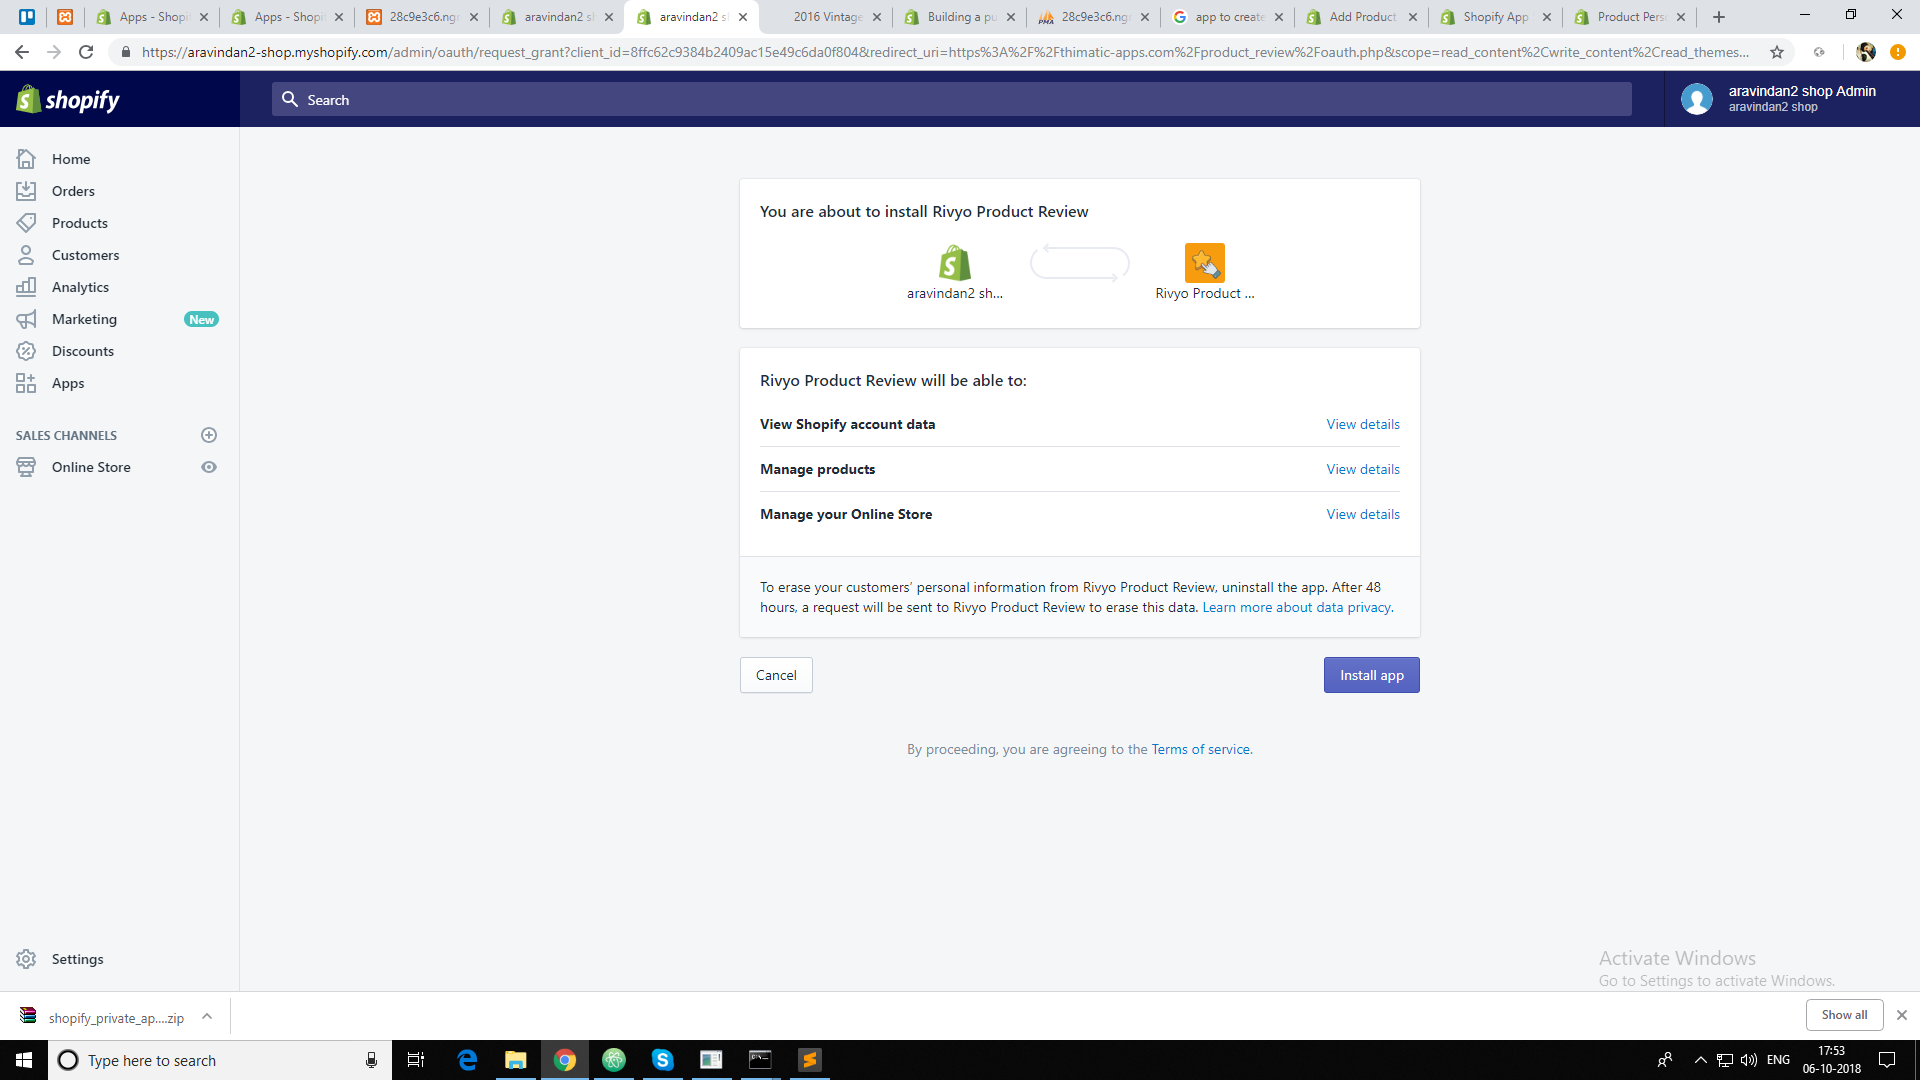 Apps - Shopif
Apps - Shopif
28c9e3c6.ngr
aravindan2 sh
aravindan2 sh
2016 Vintage
Building a pu
28c9e3c6.ngr
app to create
Add Product
Shopify App
Product Perso
https://aravindan2-shop.myshopify.com/admin/oauth/request_grant?client_id=8ffc62c9384b2409ac15e49c6da0f804&redirect_uri=https%3A%2F%2Fthimatic-apps.com%2Fproduct_review%2Foauth.php&scope=read_content%2Cwrite_content%2Cread_themes...
shopify
Search
aravindan2 shop Admin
aravindan2 shop
Home
Orders
Products
Customers
Analytics
Marketing New
Discounts
Apps
SALES CHANNELS
Online Store
Settings
You are about to install Rivyo Product Review
aravindan2 sh...
Rivyo Product ...
Rivyo Product Review will be able to:
View Shopify account data View details
Manage products View details
Manage your Online Store View details
To erase your customers’ personal information from Rivyo Product Review, uninstall the app. After 48
hours, a request will be sent to Rivyo Product Review to erase this data. Learn more about data privacy.
Cancel
Install app
By proceeding, you are agreeing to the Terms of service.
Activate Windows
Go to Settings to activate Windows.
shopify_private_ap....zip
Show all
Type here to search
ENG
17:53
06-10-2018